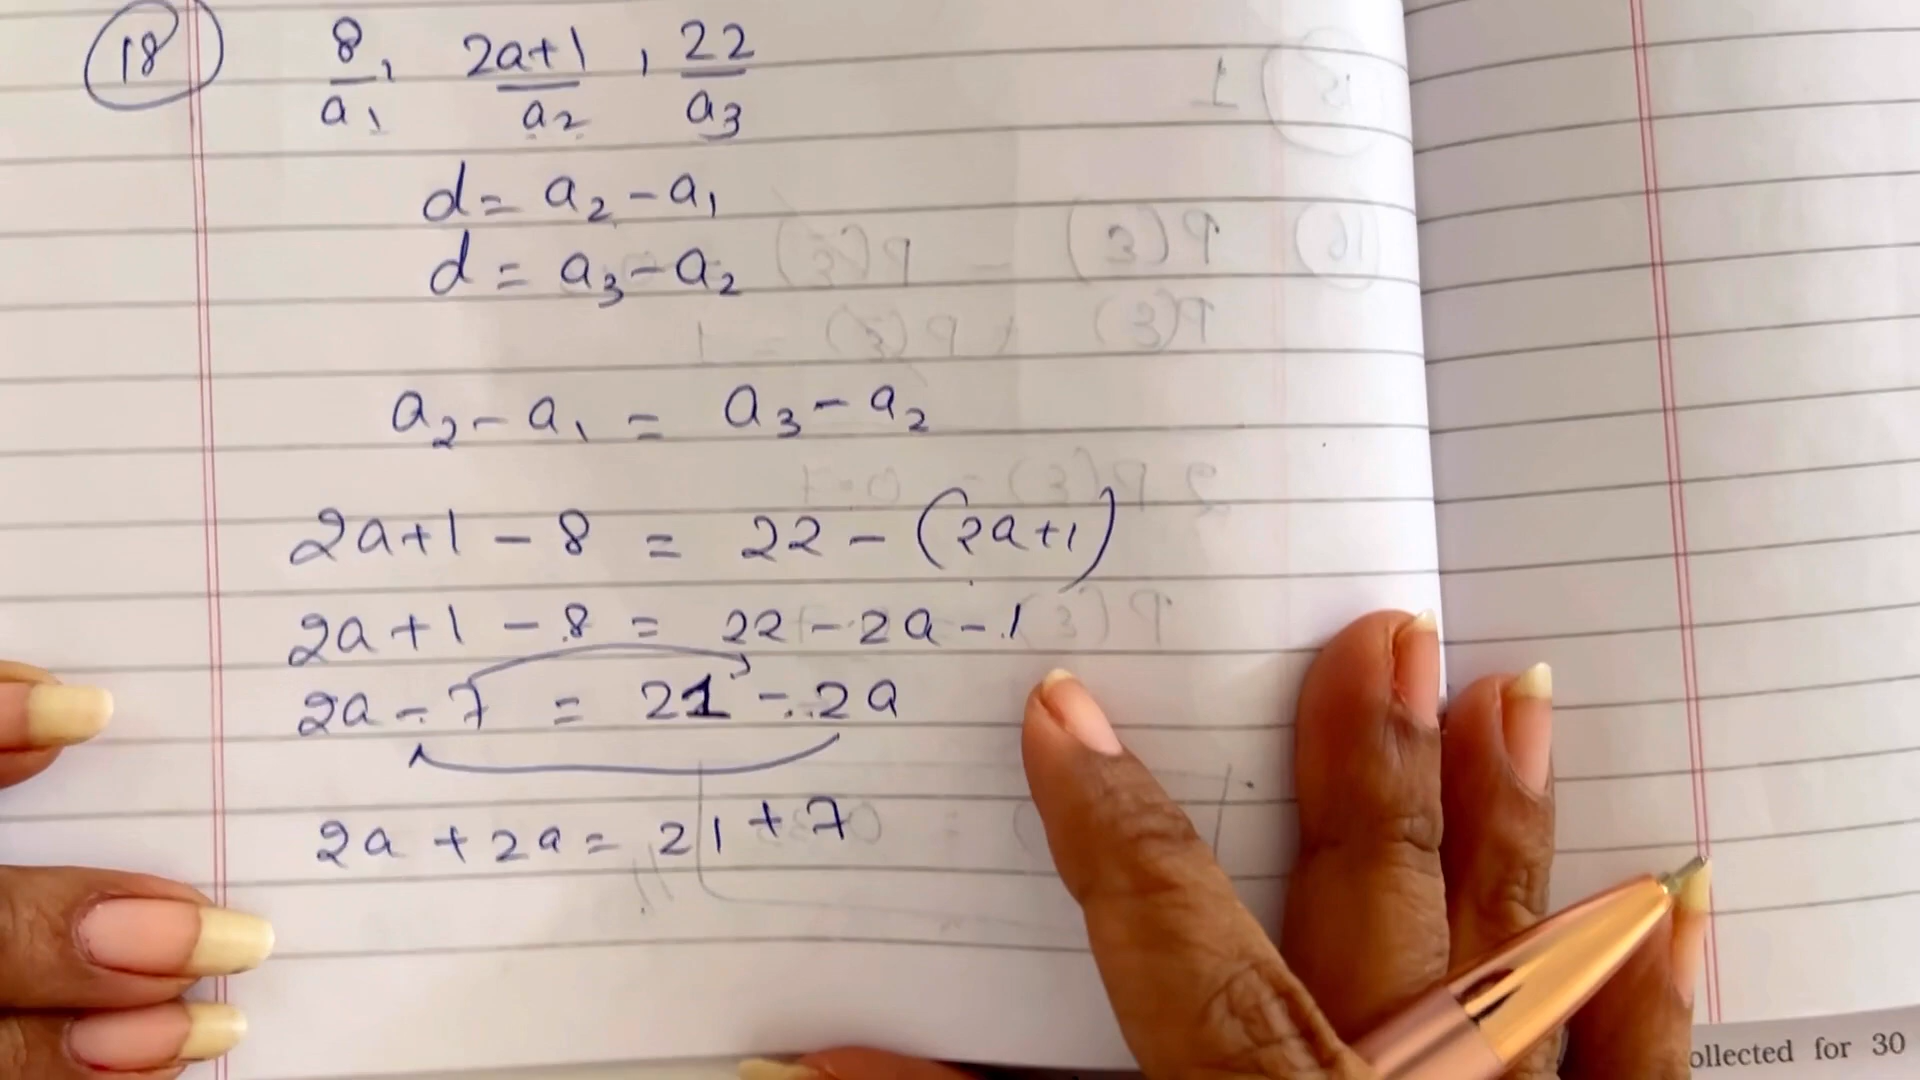 18 8, 2a+1, 22
a1 a2 a3
d = a2 - a1
d = a3 - a2
a2 - a1 = a3 - a2
2a+1 - 8 = 22 - (2a+1)
2a + 1 - 8 = 22 - 2a - 1
2a - 7 = 21 - 2a
2a + 2a = 21 + 7
ollected for 30